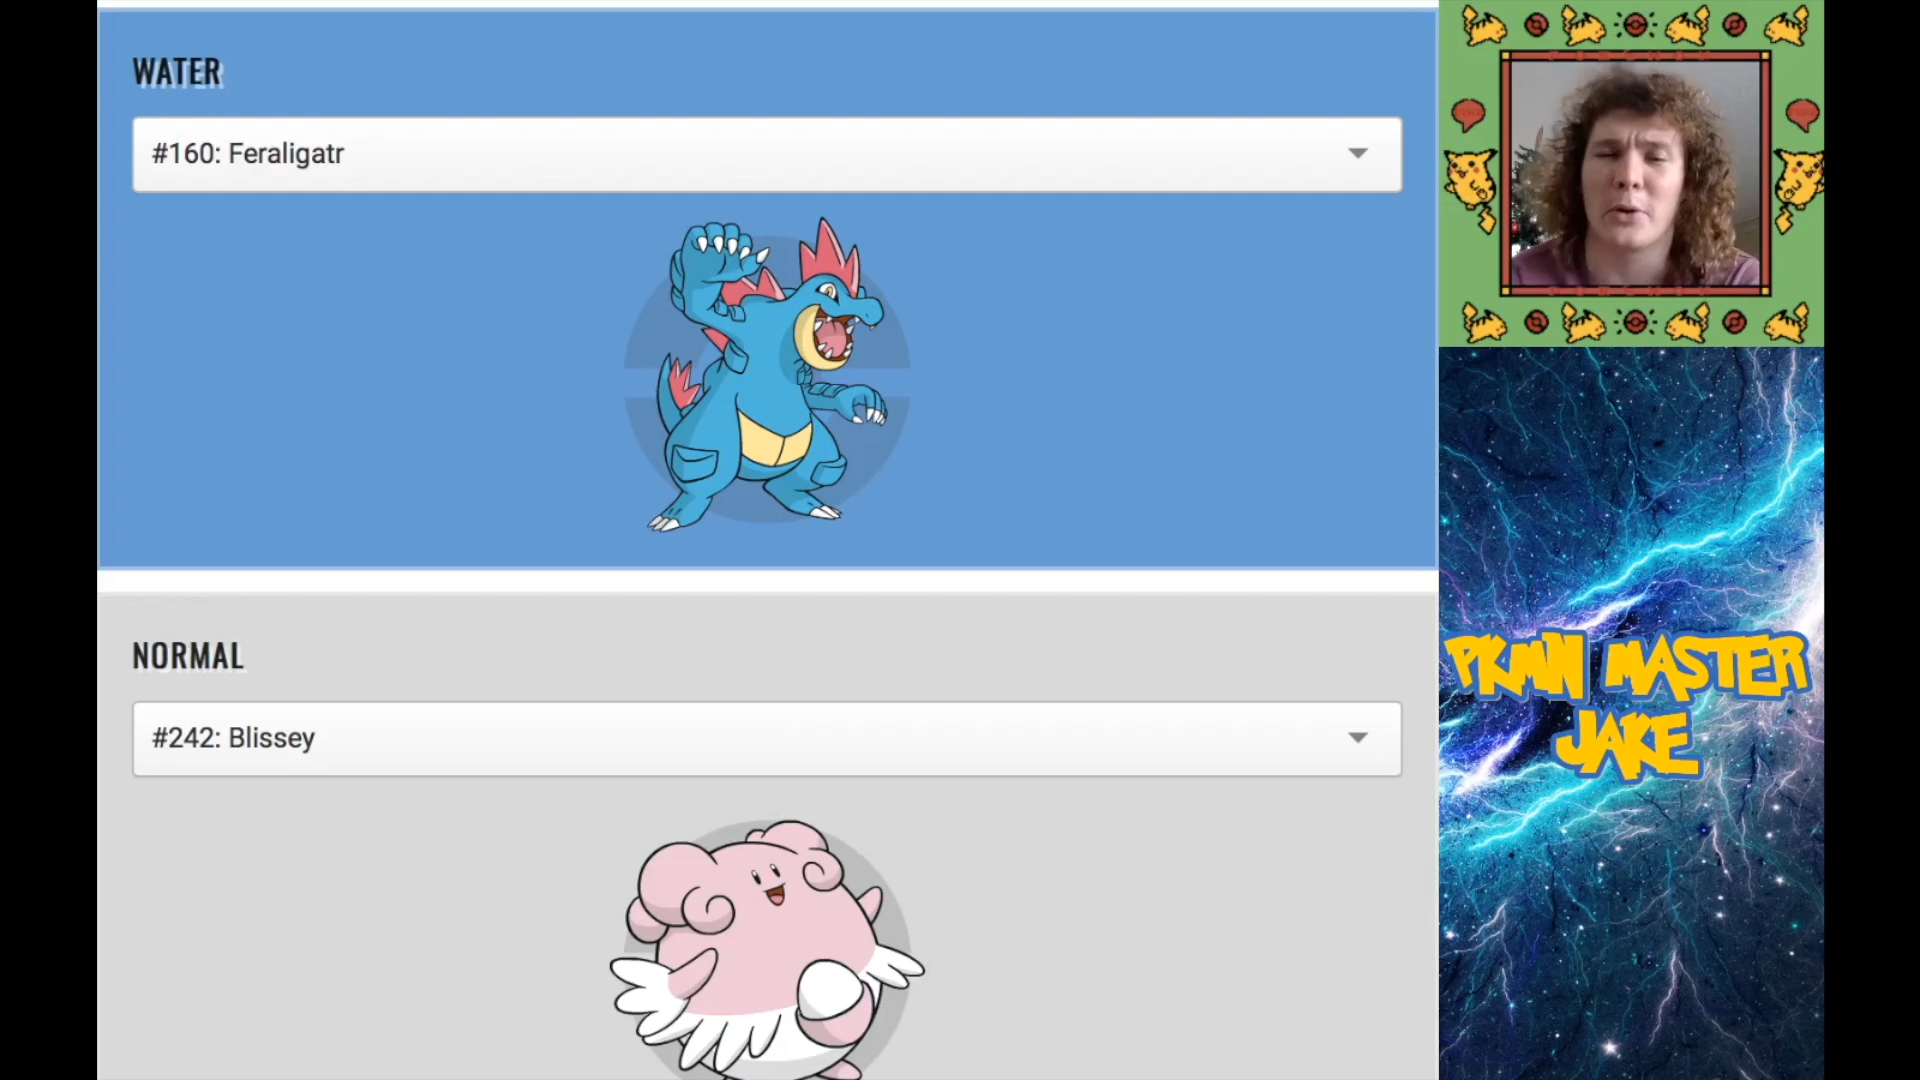 WATER
#160: Feraligatr
NORMAL
#242: Blissey
PKMN MASTER
JAKE